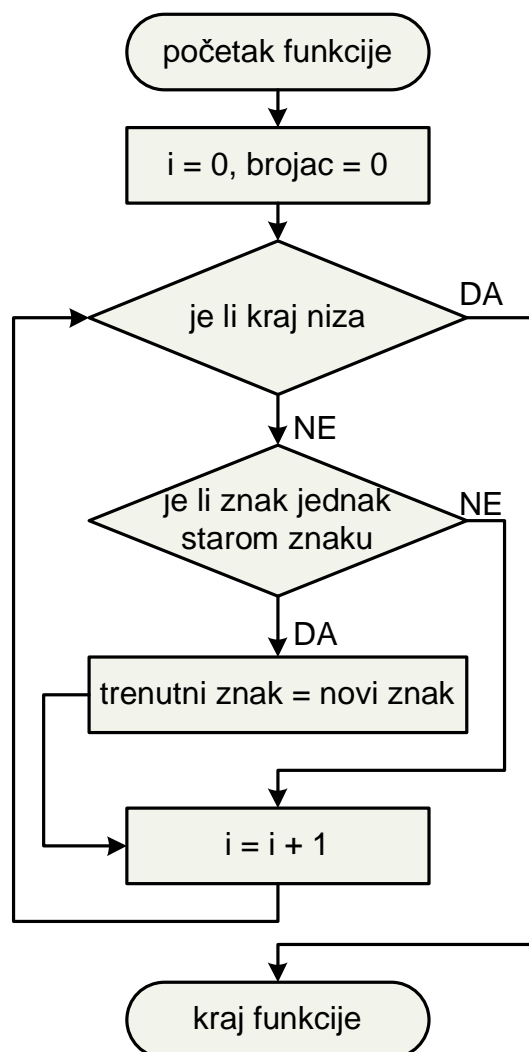 početak funkcije
i = 0, brojac = 0
je li kraj niza
DA
NE
je li znak jednak
starom znaku
NE
DA
trenutni znak = novi znak
i = i + 1
kraj funkcije